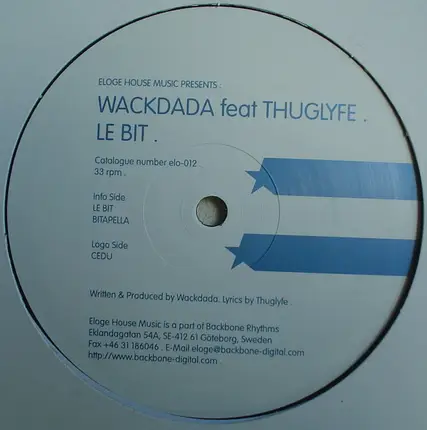 ELOGE HOUSE MUSIC PRESENTS .
WACKDADA feat THUGLYFE .
LE BIT .
Catalogue number elo-012
33 rpm .
Info Side
LE BIT
BITAPELLA
Logo Side
CEDU
Written & Produced by Wackdada. Lyrics by Thuglyfe .
Eloge House Music is a part of Backbone Rhythms
Eklandagatan 54A, SE-412 61 Göteborg, Sweden
Fax +46 31 186046 . E-Mail eloge@backbone-digital.com
http://www.backbone-digital.com .